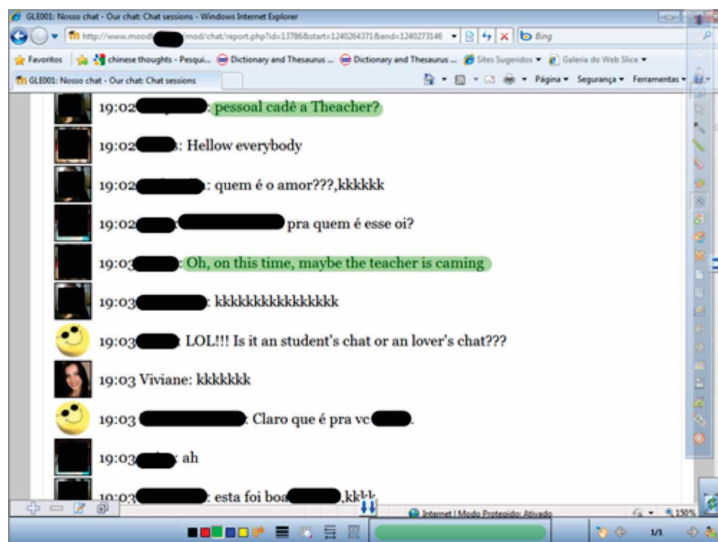 GLE001: Nosso chat - Our chat: Chat sessions - Windows Internet Explorer
http://www.mood /mod/chat/report.php?id=13786&start=1240264371&end=1240273146
Bing
Favoritos chinese thoughts - Pesqui... Dictionary and Thesaurus ... Dictionary and Thesaurus ... Sites Sugeridos Galeria do Web Slice
GLE001: Nosso chat - Our chat: Chat sessions
Página Segurança Ferramentas
19:02 : pessoal cadê a Theacher?
19:02 s: Hellow everybody
19:02 a: quem é o amor???,kkkkkk
19:02 : pra quem é esse oi?
19:03 : Oh, on this time, maybe the teacher is caming
19:03 : kkkkkkkkkkkkkkkk
19:03 : LOL!!! Is it an student's chat or an lover's chat???
19:03 Viviane: kkkkkkk
19:03 : Claro que é pra vc .
19:03 : ah
19:03 : esta foi boa ,kkkk
Internet | Modo Protegido: Ativado 150%
1/1